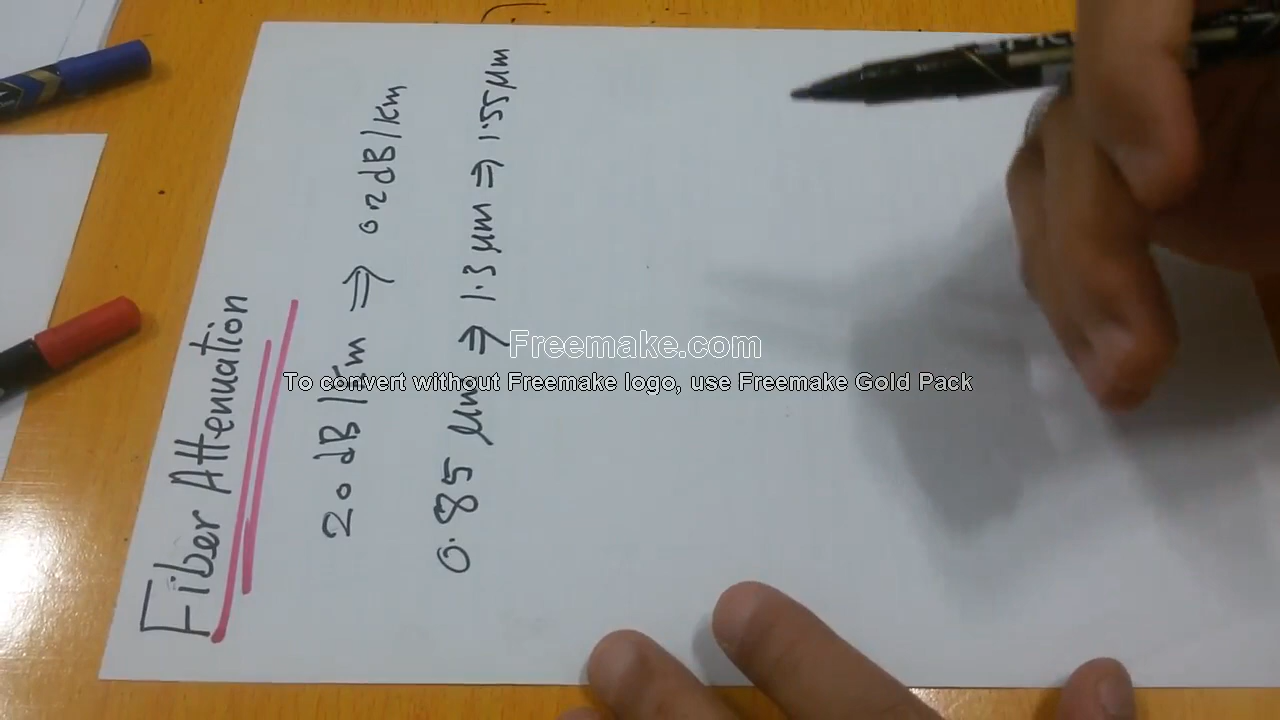 Fiber Attenuation
20 dB/Km ⇒ 0.2 dB/Km
0.85 μm ⇒ 1.3 μm ⇒ 1.55 μm
Freemake.com
To convert without Freemake logo, use Freemake Gold Pack